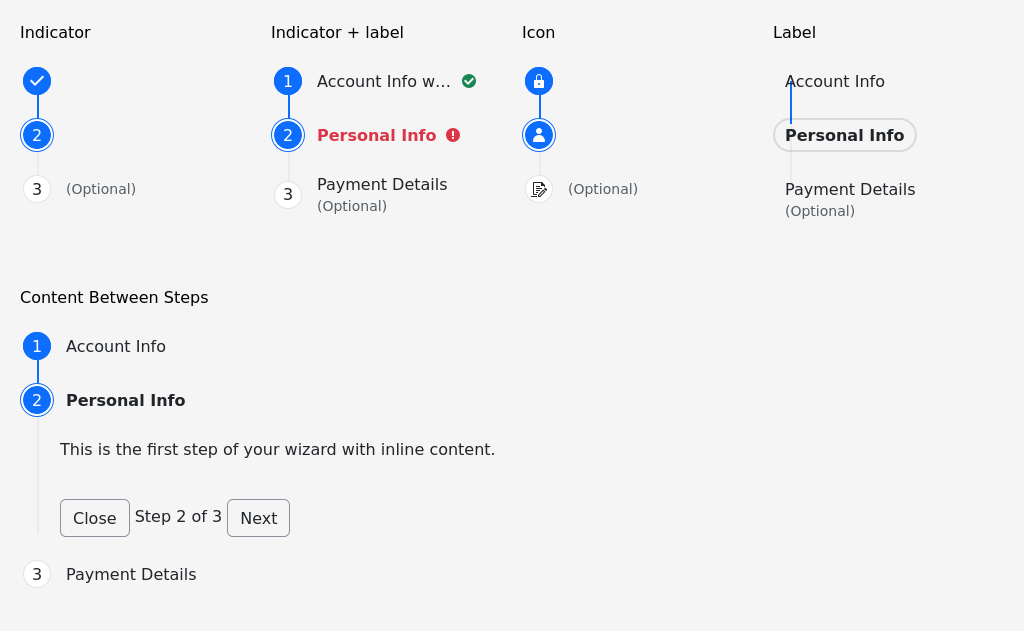 Indicator
2
3 (Optional)
Indicator + label
1 Account Info w…
2 Personal Info
3 Payment Details
(Optional)
Icon
(Optional)
Label
Account Info
Personal Info
Payment Details
(Optional)
Content Between Steps
1 Account Info
2 Personal Info
This is the first step of your wizard with inline content.
Close Step 2 of 3 Next
3 Payment Details